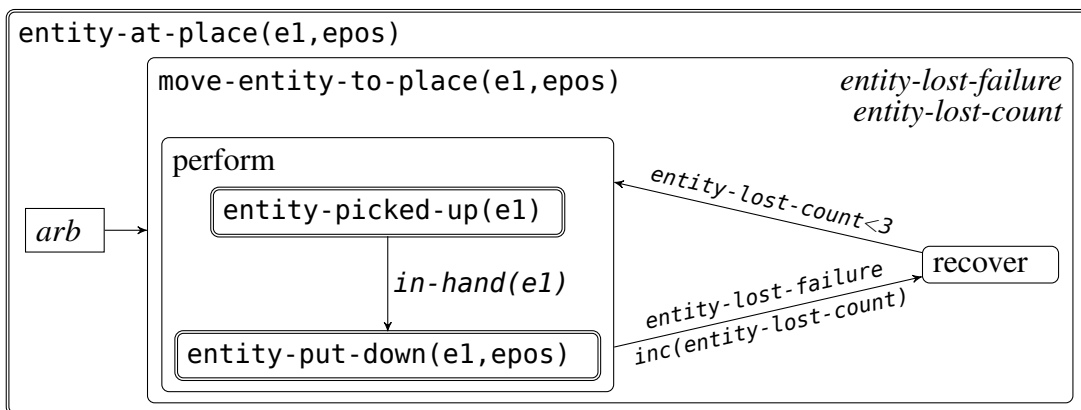 entity-at-place(e1,epos)
move-entity-to-place(e1,epos)
entity-lost-failure
entity-lost-count
perform
entity-lost-count<3
entity-picked-up(e1)
arb
recover
in-hand(e1)
entity-lost-failure
inc(entity-lost-count)
entity-put-down(e1,epos)